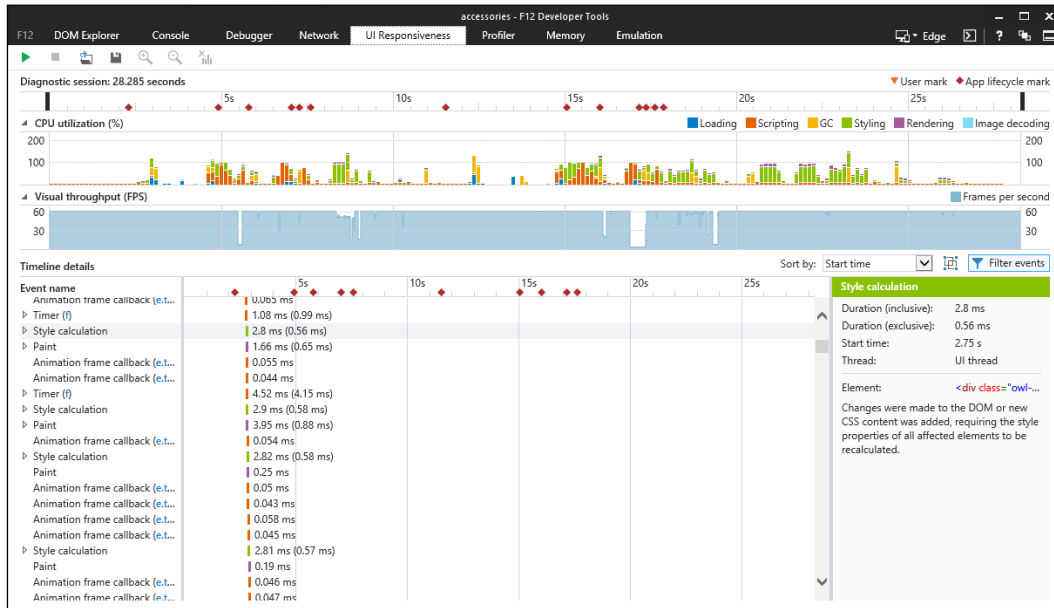 accessories - F12 Developer Tools
F12 DOM Explorer Console Debugger Network UI Responsiveness Profiler Memory Emulation Edge ?
Diagnostic session: 28.285 seconds User mark App lifecycle mark
5s 10s 15s 20s 25s
CPU utilization (%) Loading Scripting GC Styling Rendering Image decoding
200 200
100 100
Visual throughput (FPS) Frames per second
60 60
30 30
Timeline details Sort by: Start time Filter events
Event name 5s 10s 15s 20s 25s
Animation frame callback (e.t... 0.065 ms
Timer (f) 1.08 ms (0.99 ms)
Style calculation 2.8 ms (0.56 ms)
Paint 1.66 ms (0.65 ms)
Animation frame callback (e.t... 0.055 ms
Animation frame callback (e.t... 0.044 ms
Timer (f) 4.52 ms (4.15 ms)
Style calculation 2.9 ms (0.58 ms)
Paint 3.95 ms (0.88 ms)
Animation frame callback (e.t... 0.054 ms
Style calculation 2.82 ms (0.58 ms)
Paint 0.25 ms
Animation frame callback (e.t... 0.05 ms
Animation frame callback (e.t... 0.043 ms
Animation frame callback (e.t... 0.058 ms
Animation frame callback (e.t... 0.045 ms
Style calculation 2.81 ms (0.57 ms)
Paint 0.19 ms
Animation frame callback (e.t... 0.046 ms
Animation frame callback (e.t... 0.047 ms
Style calculation
Duration (inclusive): 2.8 ms
Duration (exclusive): 0.56 ms
Start time: 2.75 s
Thread: UI thread
Element: <div class="owl-...
Changes were made to the DOM or new
CSS content was added, requiring the style
properties of all affected elements to be
recalculated.